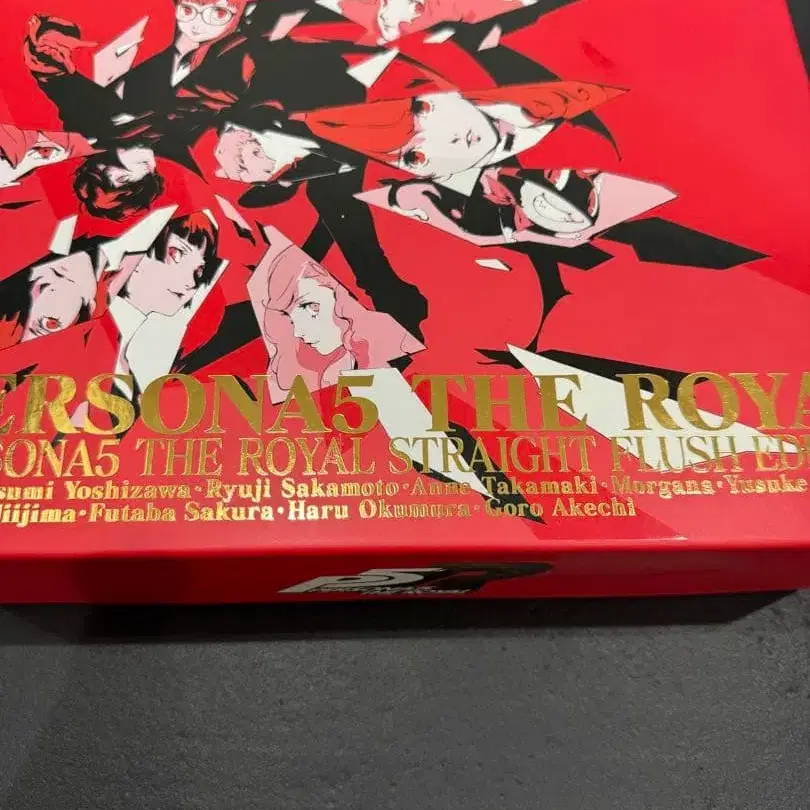 ERSONA5 THE ROYA
SONA5 THE ROYAL STRAIGHT FLUSH ED
sumi Yoshizawa·Ryuji Sakamoto·Anne Takamaki·Morgana·Yusuke
Niijima·Futaba Sakura·Haru Okumura·Goro Akechi
P5